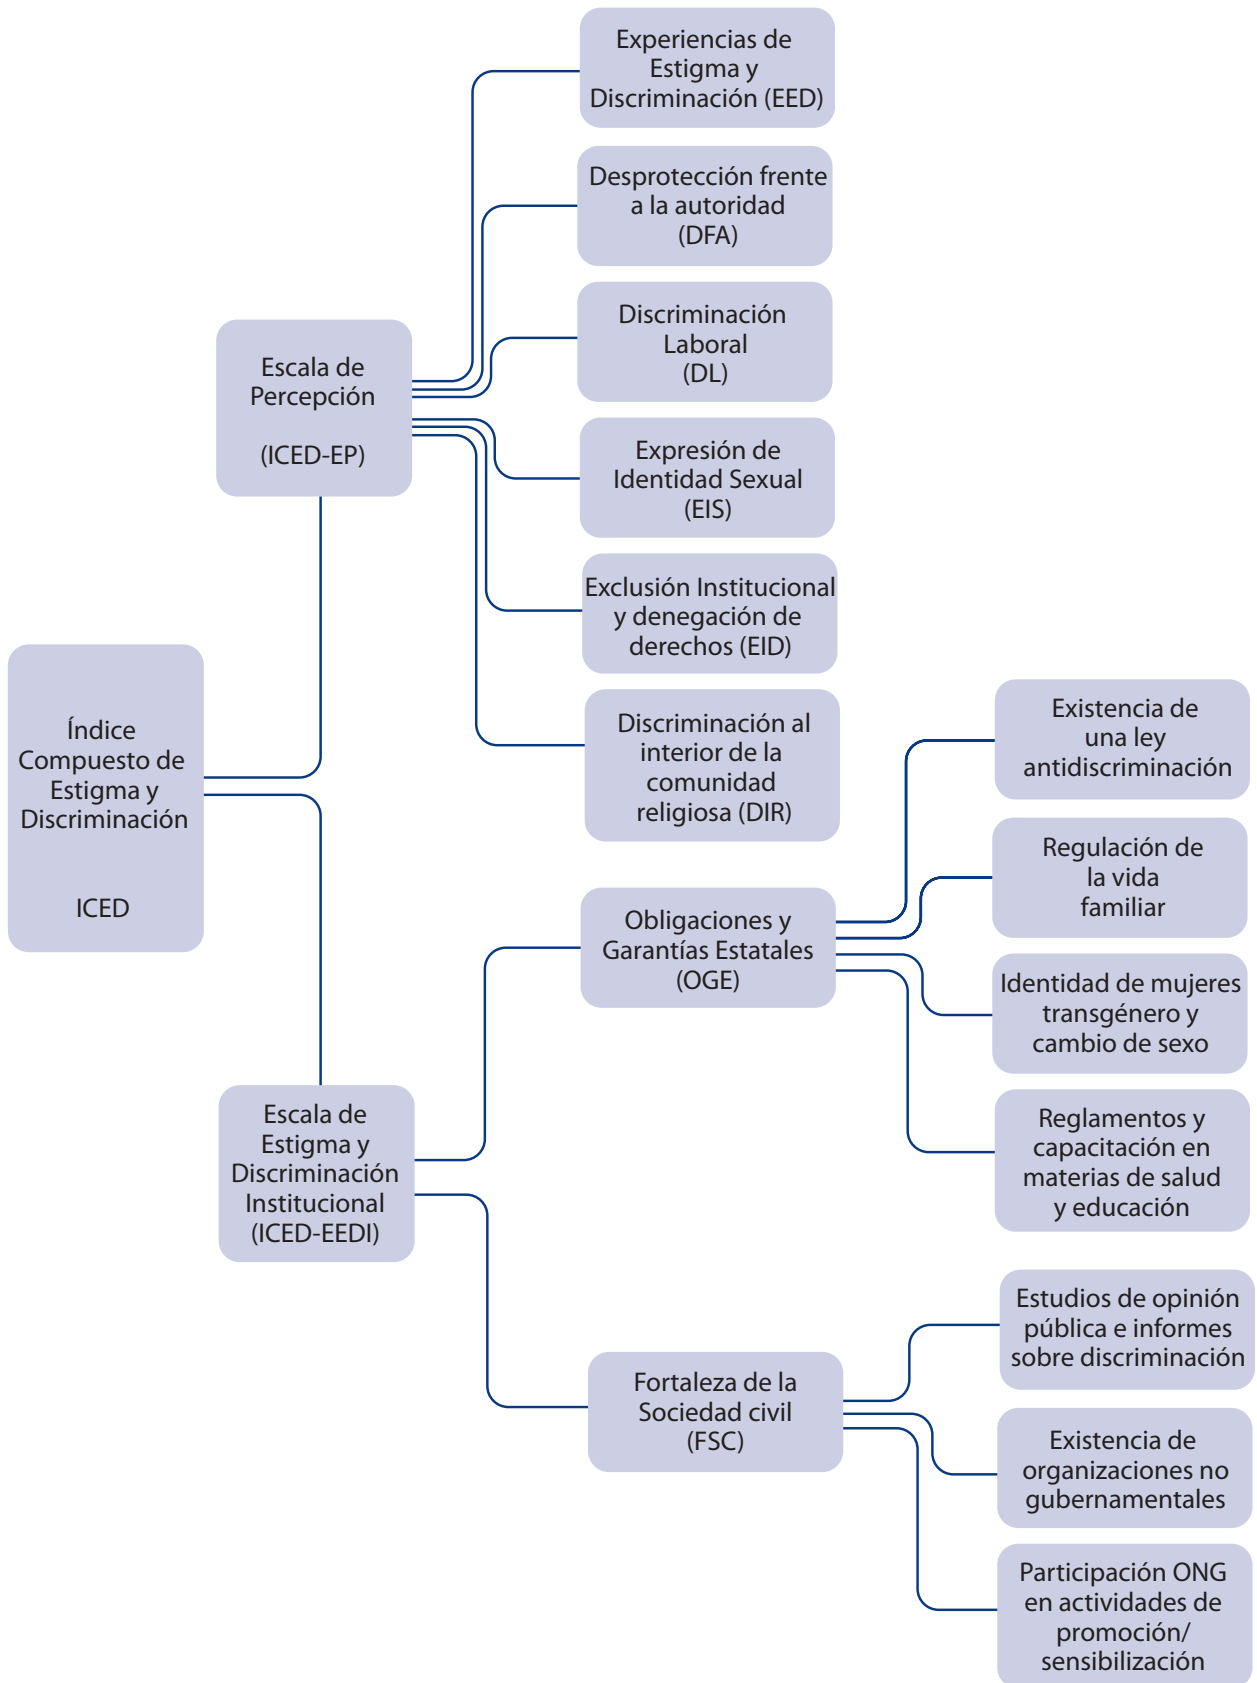 Experiencias de
Estigma y
Discriminación (EED)
Desprotección frente
a la autoridad
(DFA)
Discriminación
Laboral
(DL)
Escala de
Percepción
(ICED-EP)
Expresión de
Identidad Sexual
(EIS)
Exclusión Institucional
y denegación de
derechos (EID)
Discriminación al
interior de la
comunidad
religiosa (DIR)
Índice
Compuesto de
Estigma y
Discriminación
ICED
Existencia de
una ley
antidiscriminación
Regulación de
la vida
familiar
Obligaciones y
Garantías Estatales
(OGE)
Identidad de mujeres
transgénero y
cambio de sexo
Reglamentos y
capacitación en
materias de salud
y educación
Escala de
Estigma y
Discriminación
Institucional
(ICED-EEDI)
Estudios de opinión
pública e informes
sobre discriminación
Fortaleza de la
Sociedad civil
(FSC)
Existencia de
organizaciones no
gubernamentales
Participación ONG
en actividades de
promoción/
sensibilización